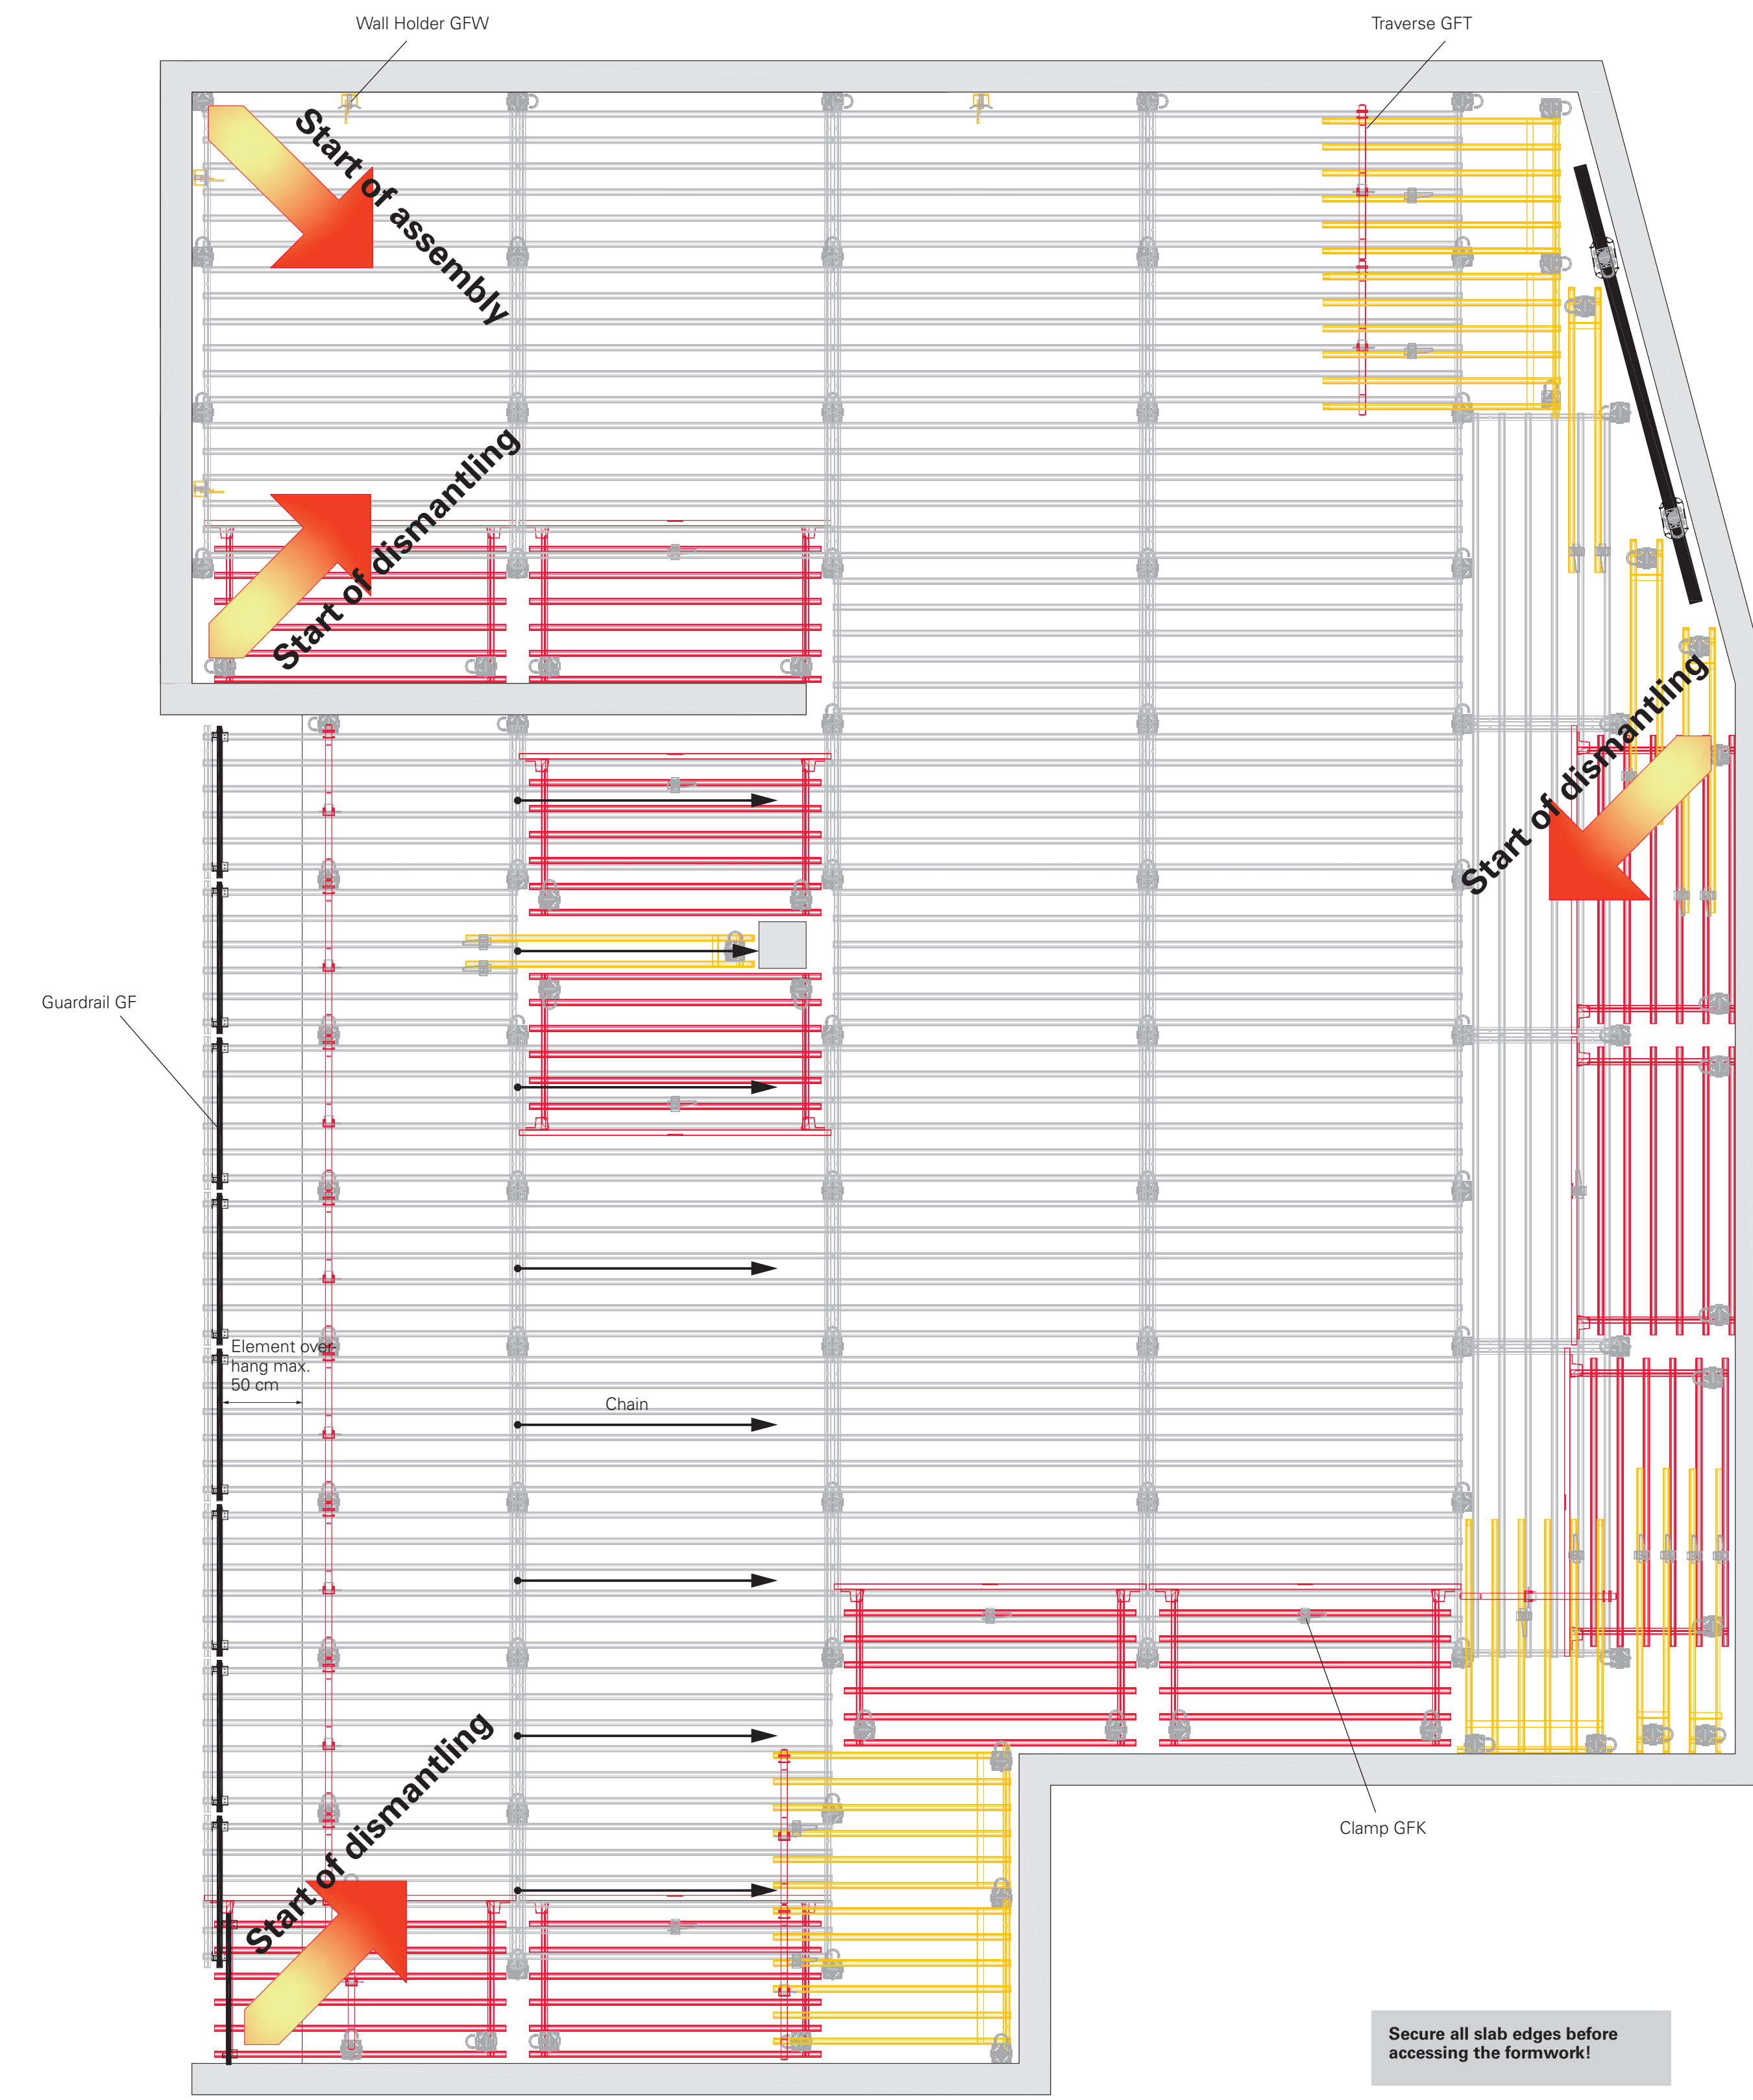 Wall Holder GFW
Traverse GFT
Start of assembly
Start of dismantling
Start of dismantling
Guardrail GF
Element over-
hang max.
50 cm
Chain
Start of dismantling
Clamp GFK
Secure all slab edges before
accessing the formwork!